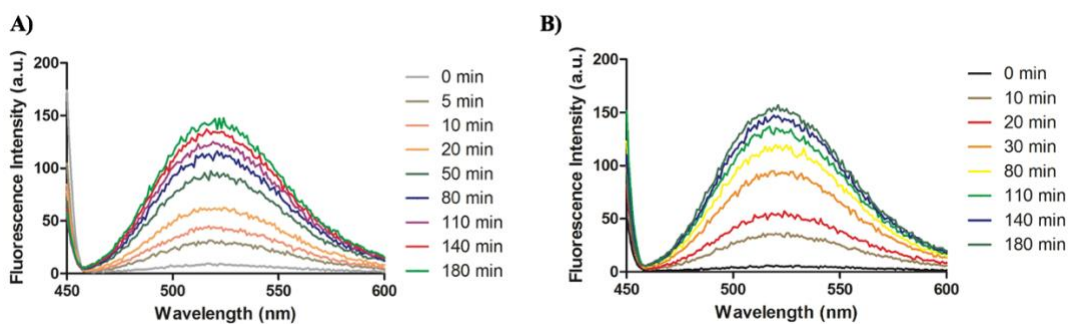 A)
Fluorescence Intensity (a.u.)
200
150
100
50
0
450
500
550
600
Wavelength (nm)
0 min
5 min
10 min
20 min
50 min
80 min
110 min
140 min
180 min
B)
Fluorescence Intensity (a.u.)
200
150
100
50
0
450
500
550
600
Wavelength (nm)
0 min
10 min
20 min
30 min
80 min
110 min
140 min
180 min